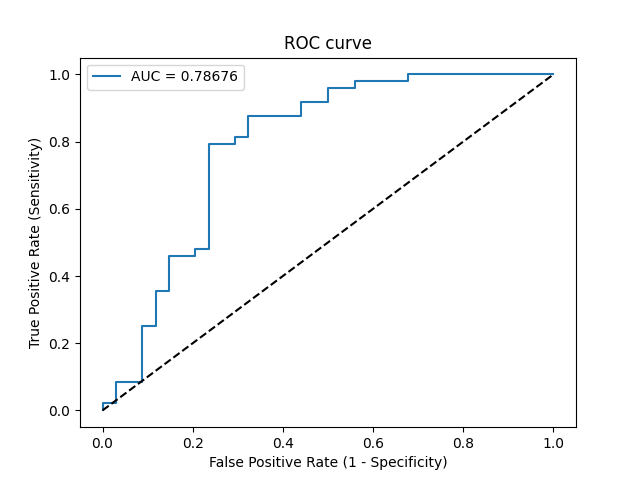 ROC curve
AUC = 0.78676
True Positive Rate (Sensitivity)
1.0
0.8
0.6
0.4
0.2
0.0
0.0 0.2 0.4 0.6 0.8 1.0
False Positive Rate (1 - Specificity)